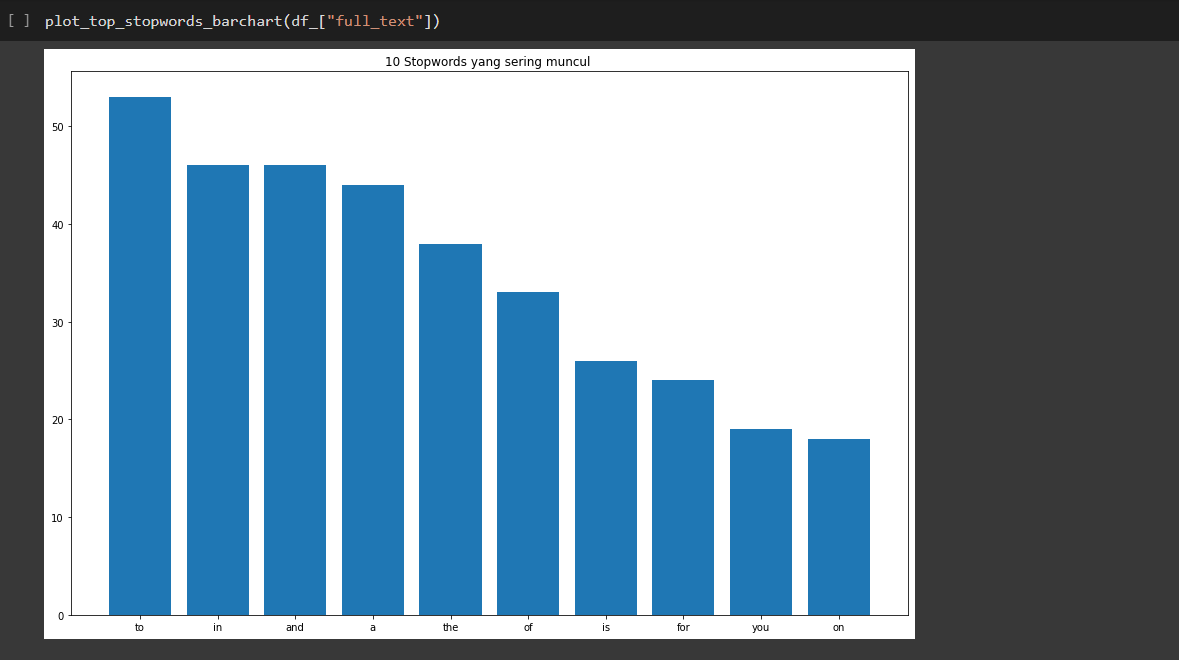 [ ] plot_top_stopwords_barchart(df_["full_text"])
10 Stopwords yang sering muncul
50
40
30
20
10
0
to in and a the of is for you on